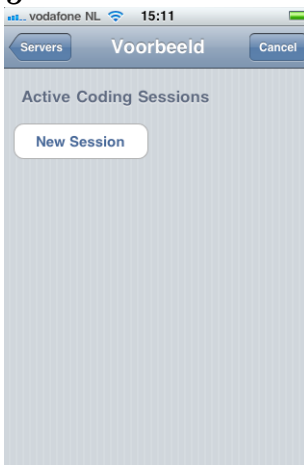 vodafone NL 15:11
Servers Voorbeeld Cancel
Active Coding Sessions
New Session